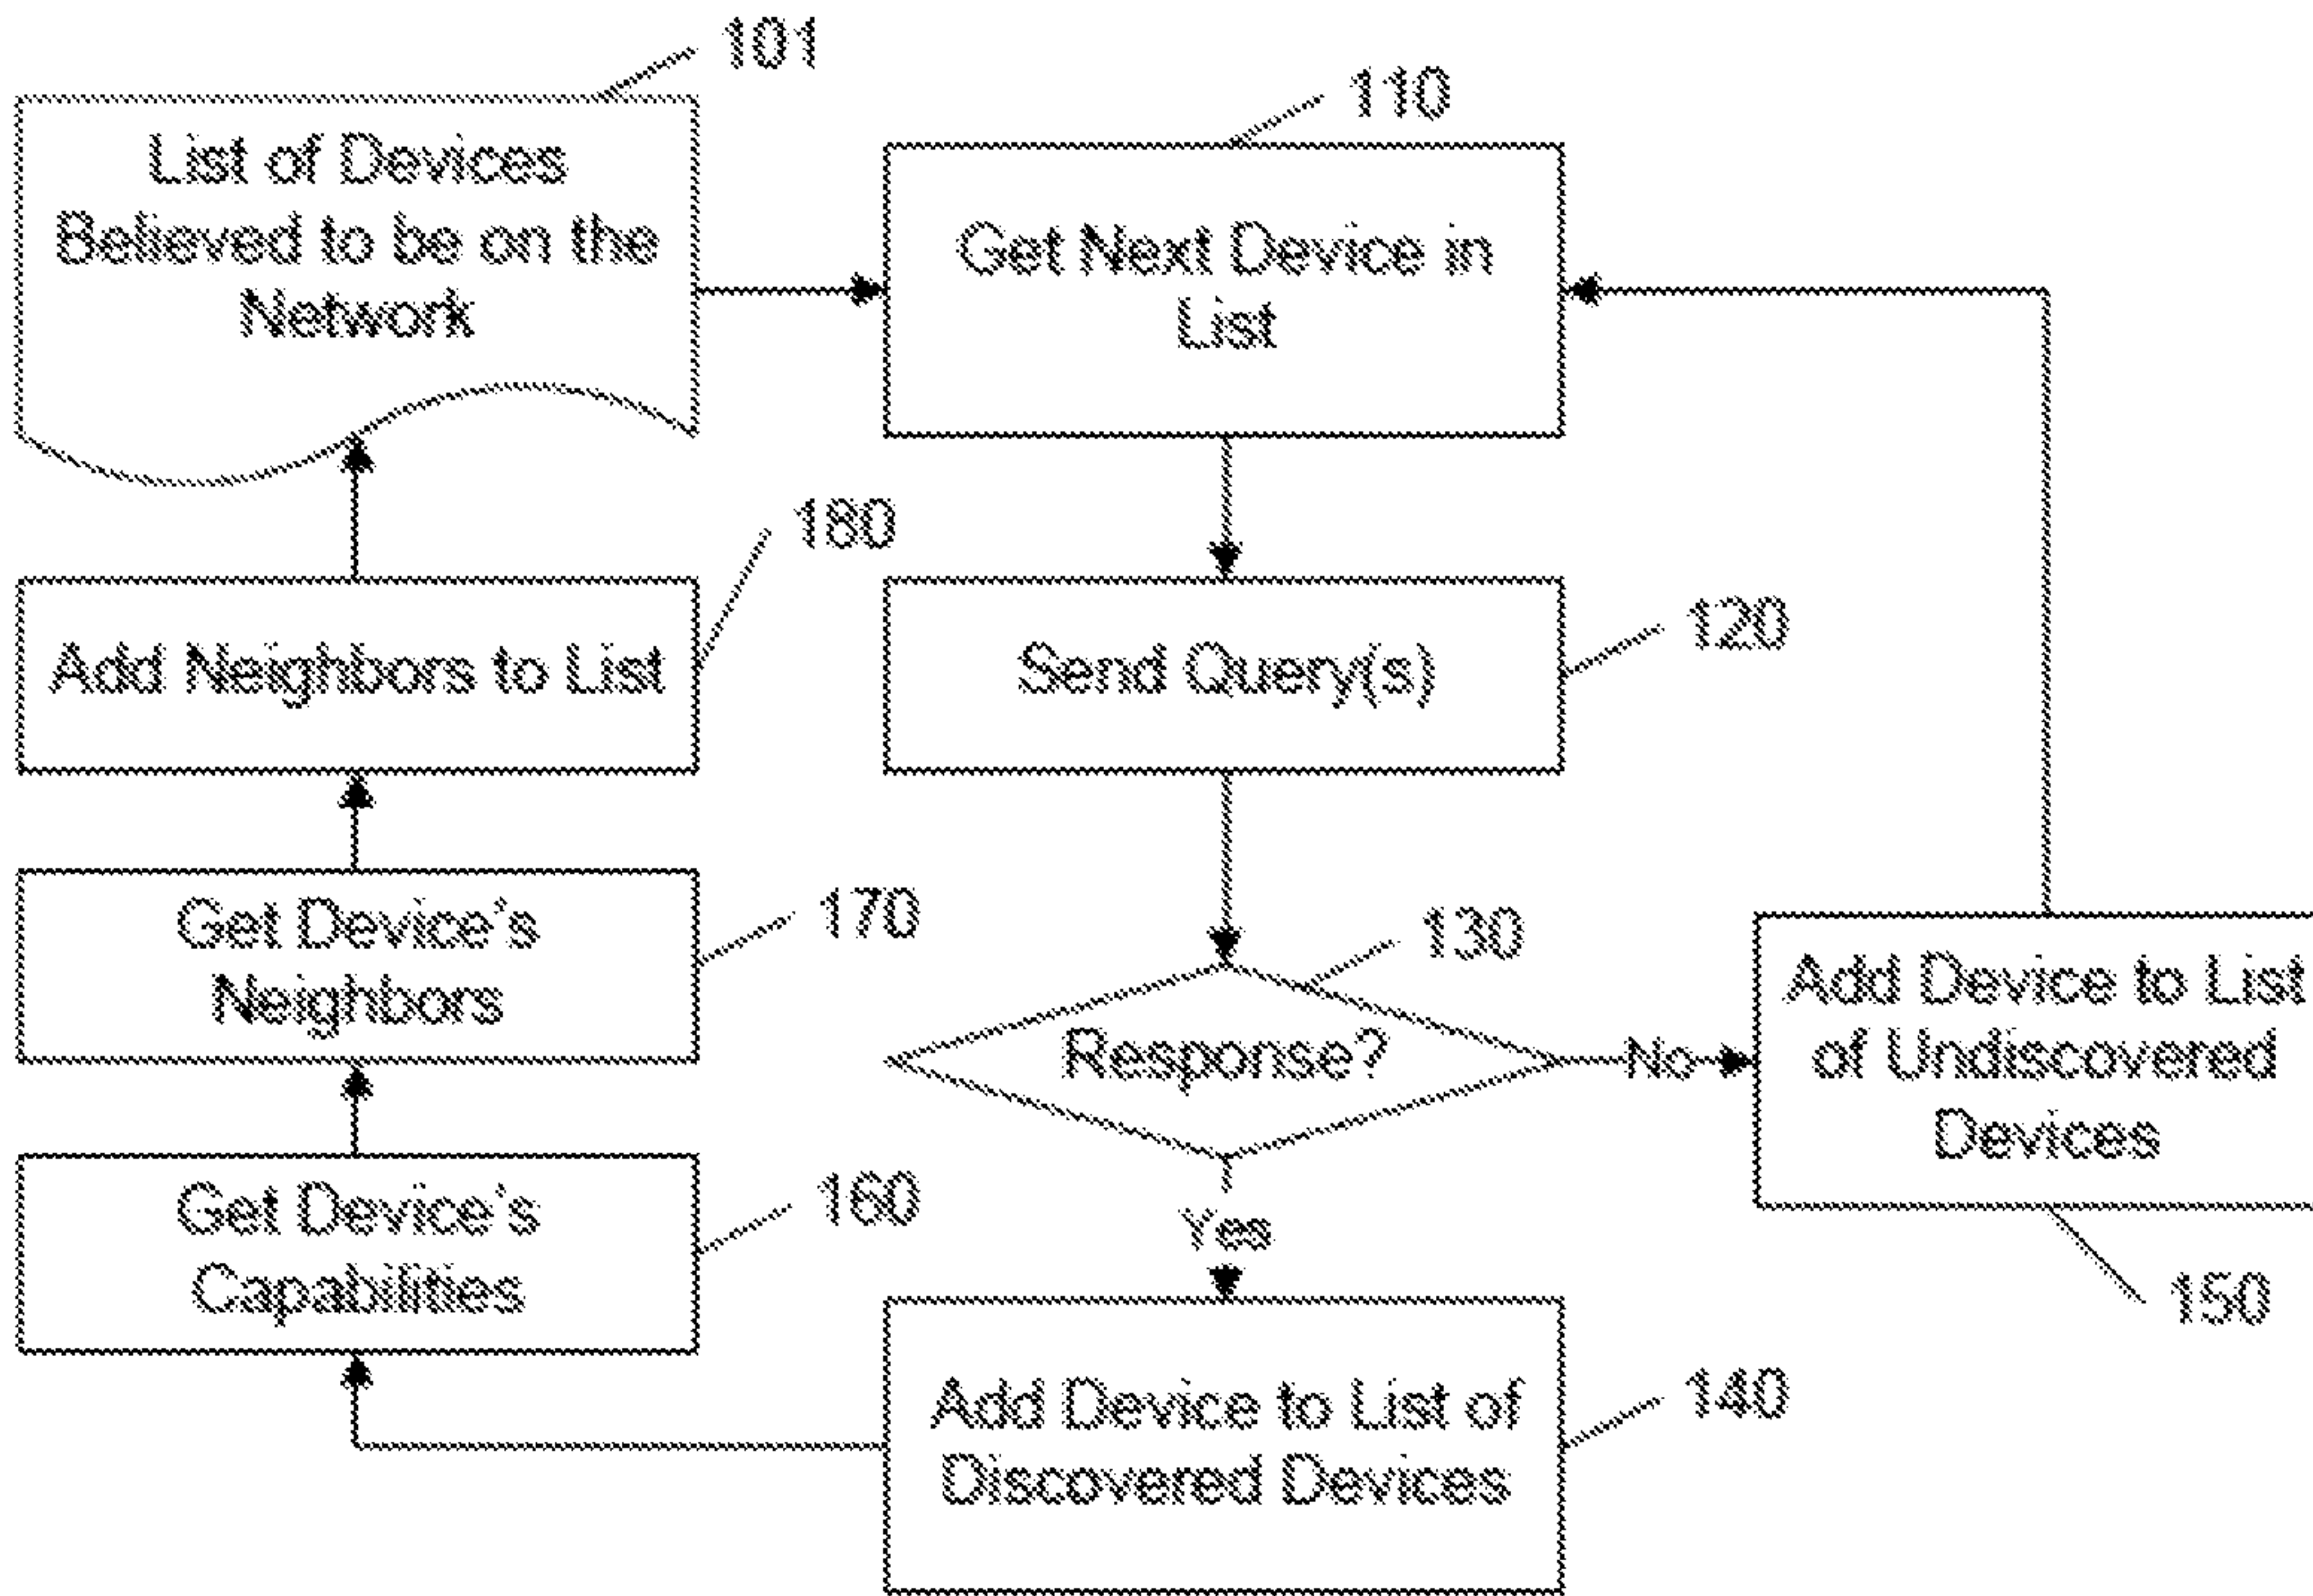 101
List of Devices
Believed to be on the
Network
110
Get Next Device in
List
180
Add Neighbors to List
120
Send Query(s)
170
Get Device's
Neighbors
130
Response?
No
Add Device to List
of Undiscovered
Devices
150
160
Get Device's
Capabilities
Yes
140
Add Device to List of
Discovered Devices